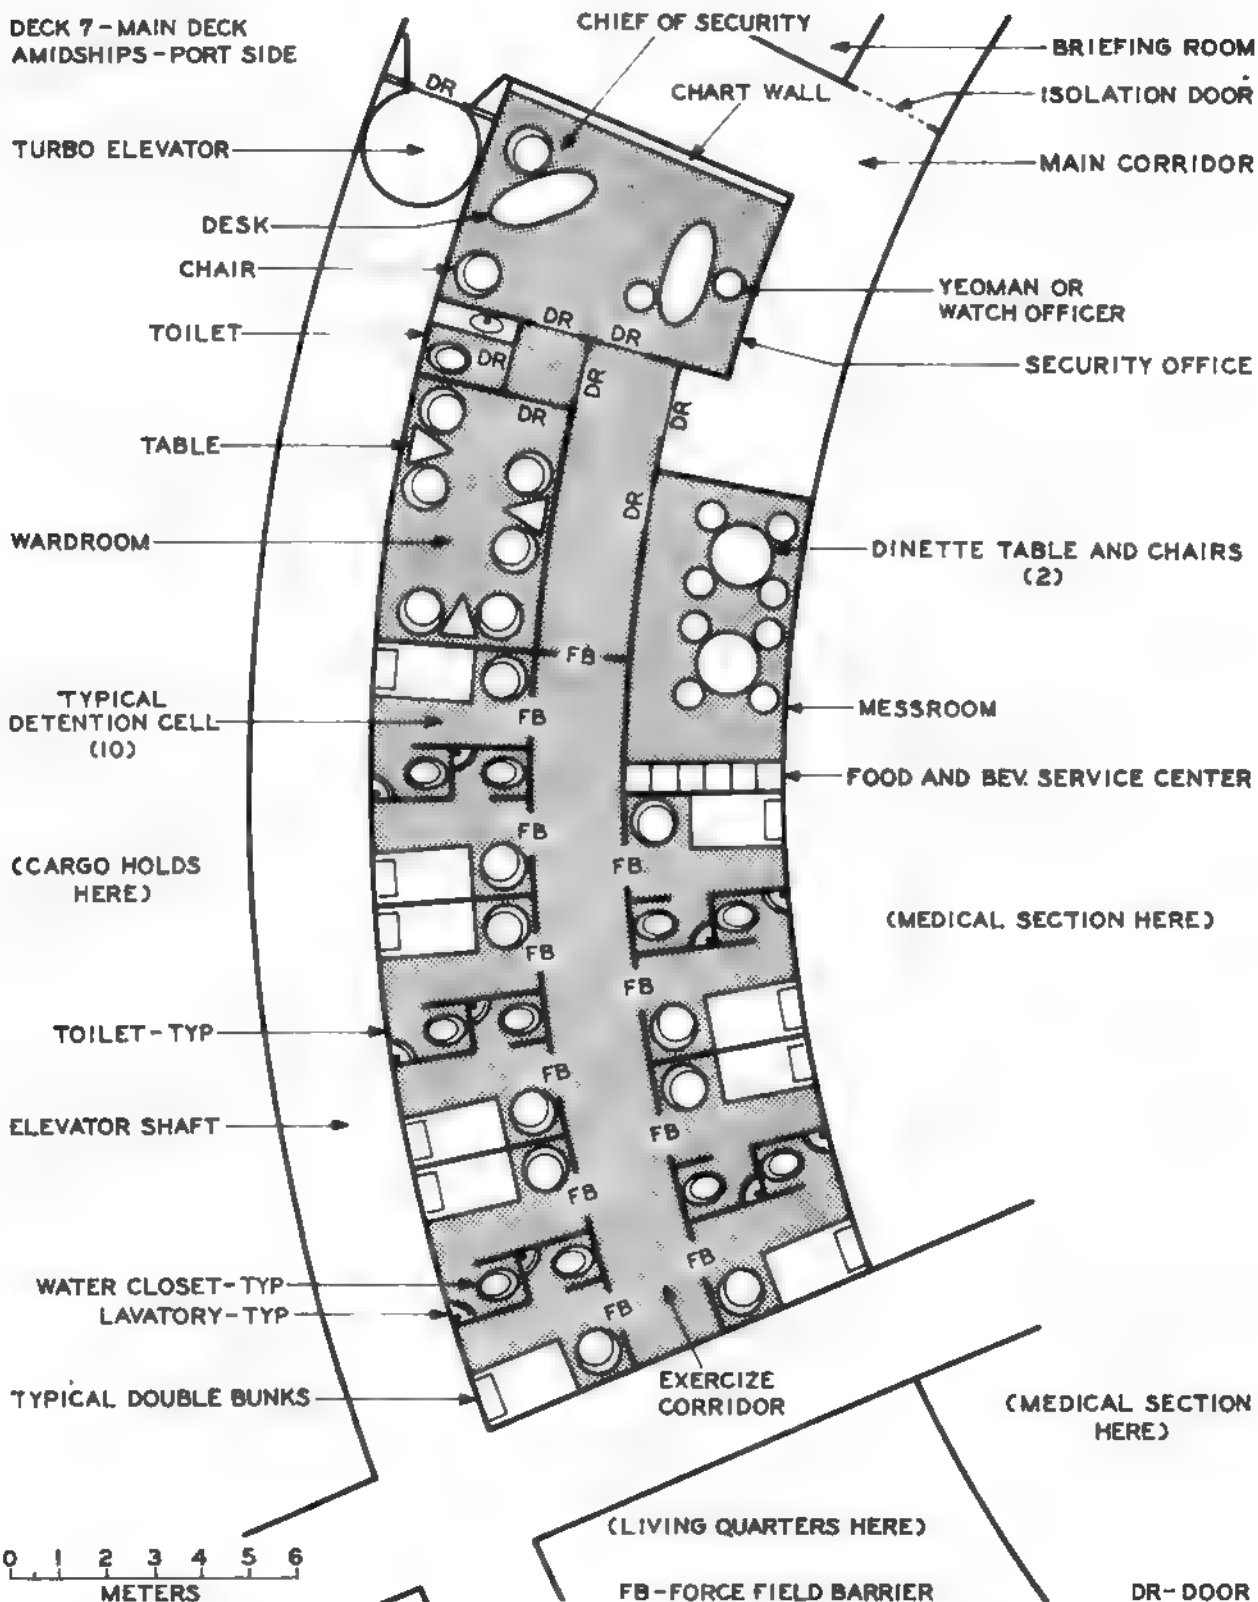 DECK 7-MAIN DECK
AMIDSHIPS-PORT SIDE
CHIEF OF SECURITY
BRIEFING ROOM
DR
CHART WALL
ISOLATION DOOR
TURBO ELEVATOR
MAIN CORRIDOR
DESK
CHAIR
YEOMAN OR
WATCH OFFICER
TOILET
DR
DR
DR
SECURITY OFFICE
DR
DR
DR
TABLE
DR
WARDROOM
DINETTE TABLE AND CHAIRS
(2)
FB
TYPICAL
DETENTION CELL
(10)
FB
MESSROOM
FOOD AND BEV. SERVICE CENTER
FB
(CARGO HOLDS
HERE)
FB
(MEDICAL SECTION HERE)
FB
FB
TOILET-TYP
FB
ELEVATOR SHAFT
FB
FB
WATER CLOSET-TYP
FB
LAVATORY-TYP
FB
TYPICAL DOUBLE BUNKS
EXERCIZE
CORRIDOR
(MEDICAL SECTION
HERE)
(LIVING QUARTERS HERE)
0 1 2 3 4 5 6
METERS
FB-FORCE FIELD BARRIER
DR-DOOR